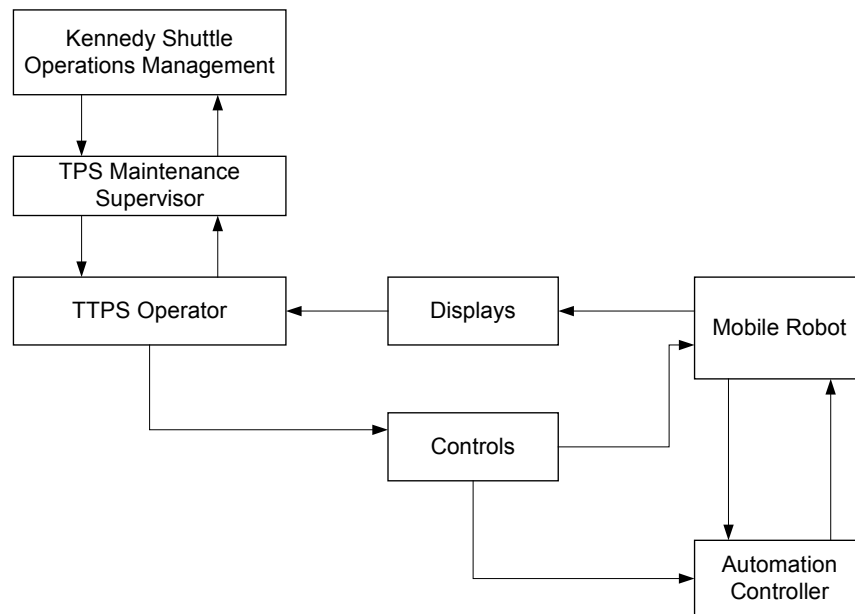 Kennedy Shuttle
Operations Management
TPS Maintenance
Supervisor
TTPS Operator
Displays
Mobile Robot
Controls
Automation
Controller